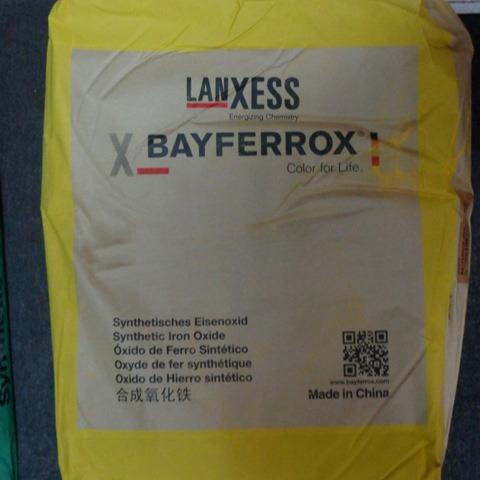 LANXESS
Energizing Chemistry
X BAYFERROX
Color for Life.
Synthetisches Eisenoxid
Synthetic Iron Oxide
Óxido de Ferro Sintético
Oxyde de fer synthétique
Oxido de Hierro sintético
合成氧化铁
www.bayferrox.com
Made in China